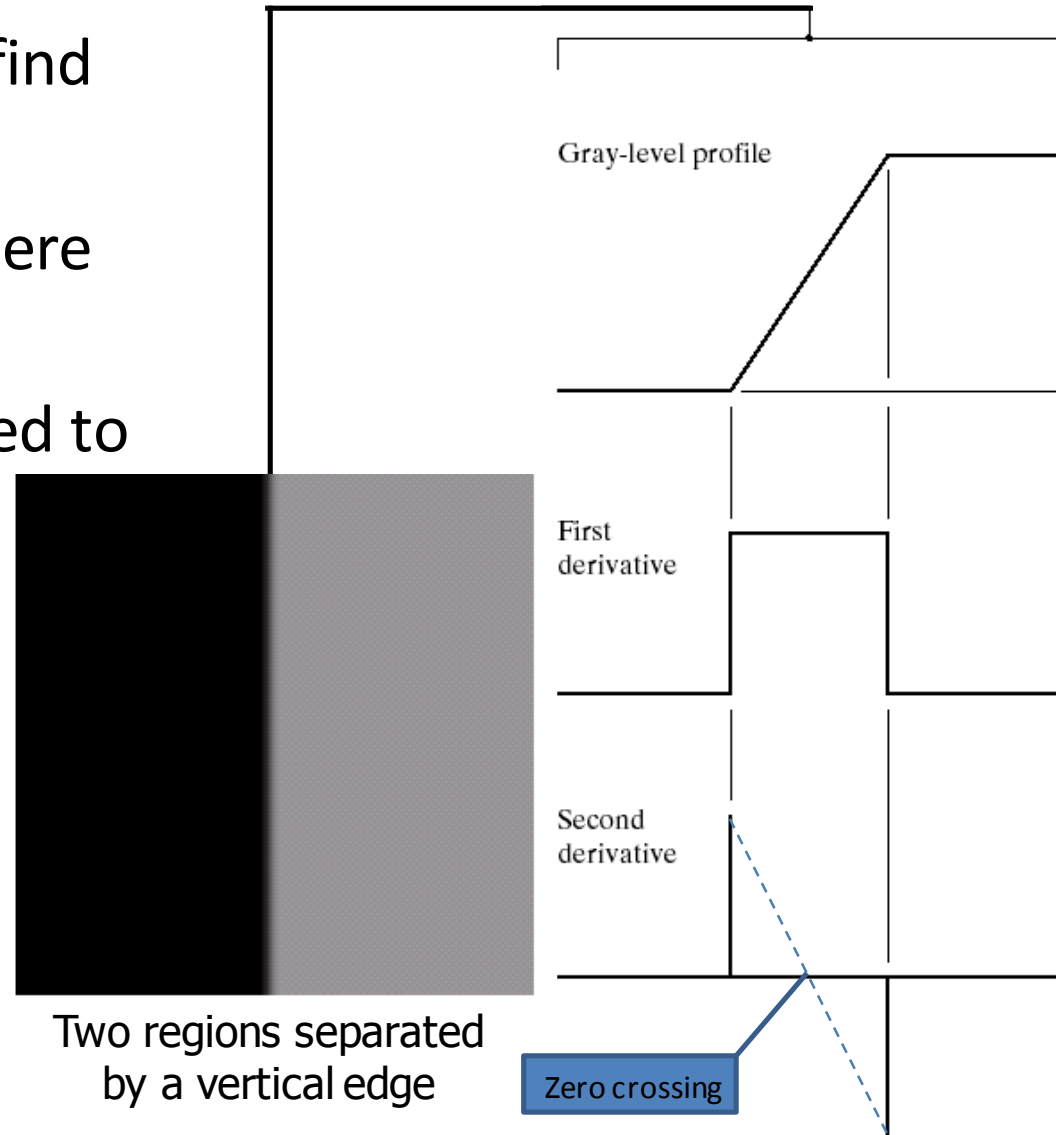 find
ere
ed to
Gray-level profile
First
derivative
Second
derivative
Two regions separated
by a vertical edge
Zero crossing